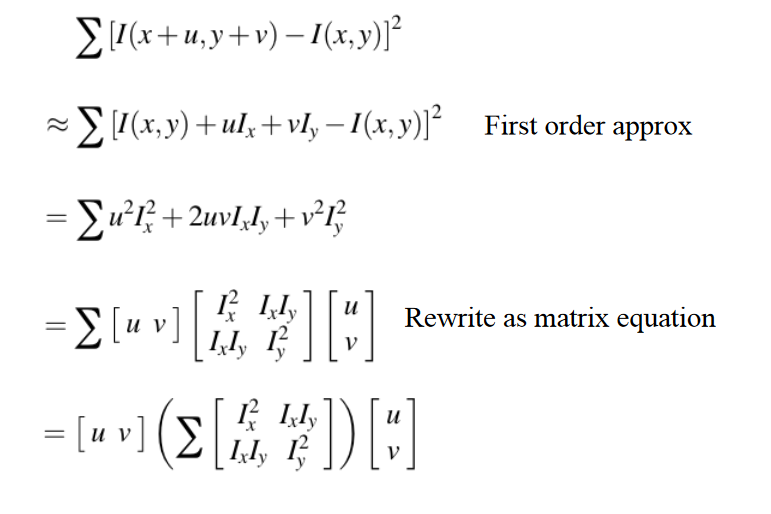 ∑[I(x+u,y+v)−I(x,y)]²
≈∑[I(x,y)+uIₓ+vI_y−I(x,y)]² First order approx
=∑u²Iₓ²+2uvIₓI_y+v²I_y²
=∑[u v][Iₓ² IₓI_y; IₓI_y I_y²][u; v] Rewrite as matrix equation
=[u v](∑[Iₓ² IₓI_y; IₓI_y I_y²])[u; v]